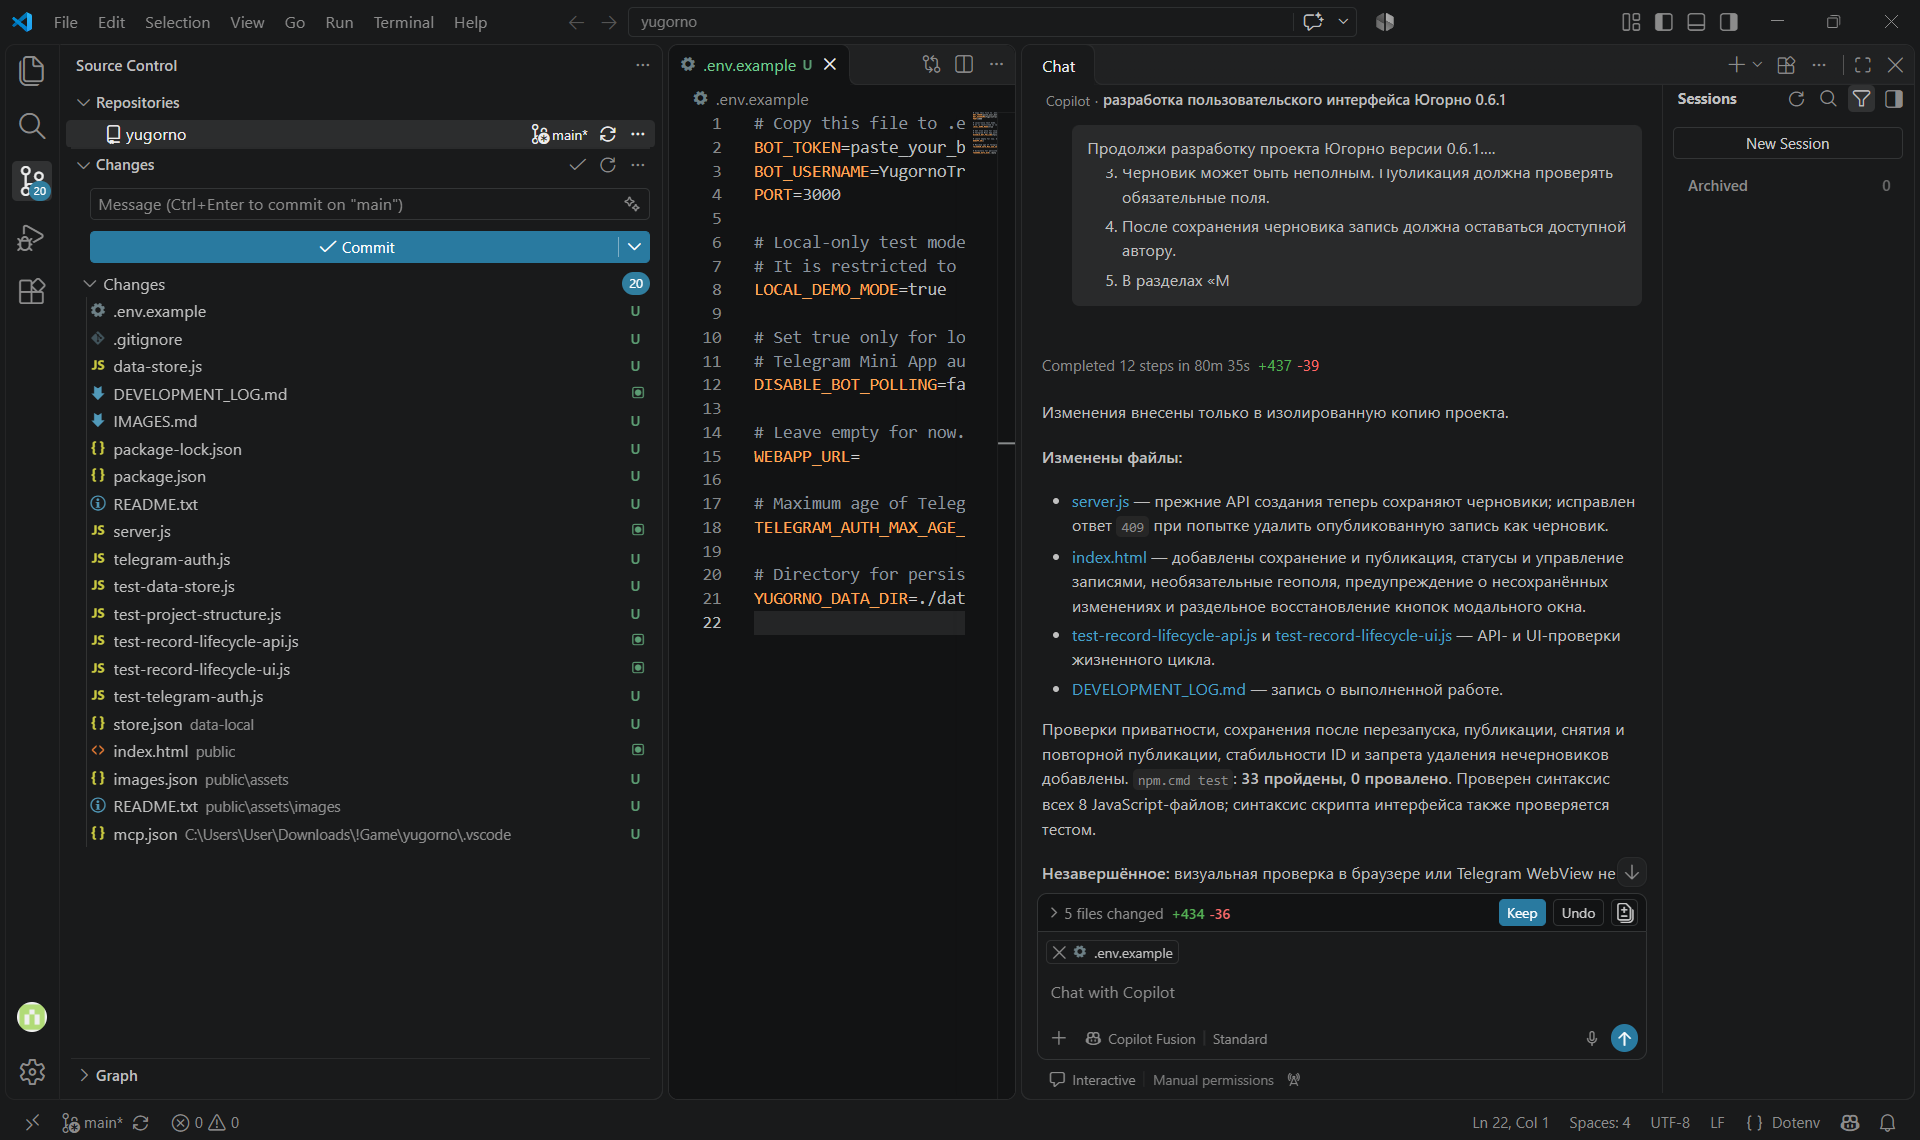 File Edit Selection View Go Run Terminal Help
yugorno
Source Control
Repositories
yugorno main*
Changes
Message (Ctrl+Enter to commit on "main")
Commit
Changes 20
.env.example U
.gitignore U
data-store.js U
DEVELOPMENT_LOG.md
IMAGES.md U
package-lock.json U
package.json U
README.txt U
server.js
telegram-auth.js U
test-data-store.js U
test-project-structure.js U
test-record-lifecycle-api.js
test-record-lifecycle-ui.js
test-telegram-auth.js U
store.json data-local U
index.html public
images.json public\assets U
README.txt public\assets\images U
mcp.json C:\Users\User\Downloads\!Game\yugorno\.vscode U
Graph
20
.env.example U
.env.example
1 # Copy this file to .e
2 BOT_TOKEN=paste_your_b
3 BOT_USERNAME=YugornoTr
4 PORT=3000
5
6 # Local-only test mode
7 # It is restricted to
8 LOCAL_DEMO_MODE=true
9
10 # Set true only for lo
11 # Telegram Mini App au
12 DISABLE_BOT_POLLING=fa
13
14 # Leave empty for now.
15 WEBAPP_URL=
16
17 # Maximum age of Teleg
18 TELEGRAM_AUTH_MAX_AGE_
19
20 # Directory for persis
21 YUGORNO_DATA_DIR=./dat
22
Chat
Copilot · разработка пользовательского интерфейса Югорно 0.6.1
Продолжи разработку проекта Югорно версии 0.6.1....
3. Черновик может быть неполным. Публикация должна проверять
обязательные поля.
4. После сохранения черновика запись должна оставаться доступной
автору.
5. В разделах «М
Completed 12 steps in 80m 35s +437 -39
Изменения внесены только в изолированную копию проекта.
Изменены файлы:
• server.js — прежние API создания теперь сохраняют черновики; исправлен
ответ 409 при попытке удалить опубликованную запись как черновик.
• index.html — добавлены сохранение и публикация, статусы и управление
записями, необязательные геополя, предупреждение о несохранённых
изменениях и раздельное восстановление кнопок модального окна.
• test-record-lifecycle-api.js и test-record-lifecycle-ui.js — API- и UI-проверки
жизненного цикла.
• DEVELOPMENT_LOG.md — запись о выполненной работе.
Проверки приватности, сохранения после перезапуска, публикации, снятия и
повторной публикации, стабильности ID и запрета удаления нечерновиков
добавлены. npm.cmd test: 33 пройдены, 0 провалено. Проверен синтаксис
всех 8 JavaScript-файлов; синтаксис скрипта интерфейса также проверяется
тестом.
Незавершённое: визуальная проверка в браузере или Telegram WebView не
5 files changed +434 -36 Keep Undo
.env.example
Chat with Copilot
Copilot Fusion Standard
Interactive Manual permissions
Sessions
New Session
Archived 0
main* 0 0
Ln 22, Col 1 Spaces: 4 UTF-8 LF { } Dotenv